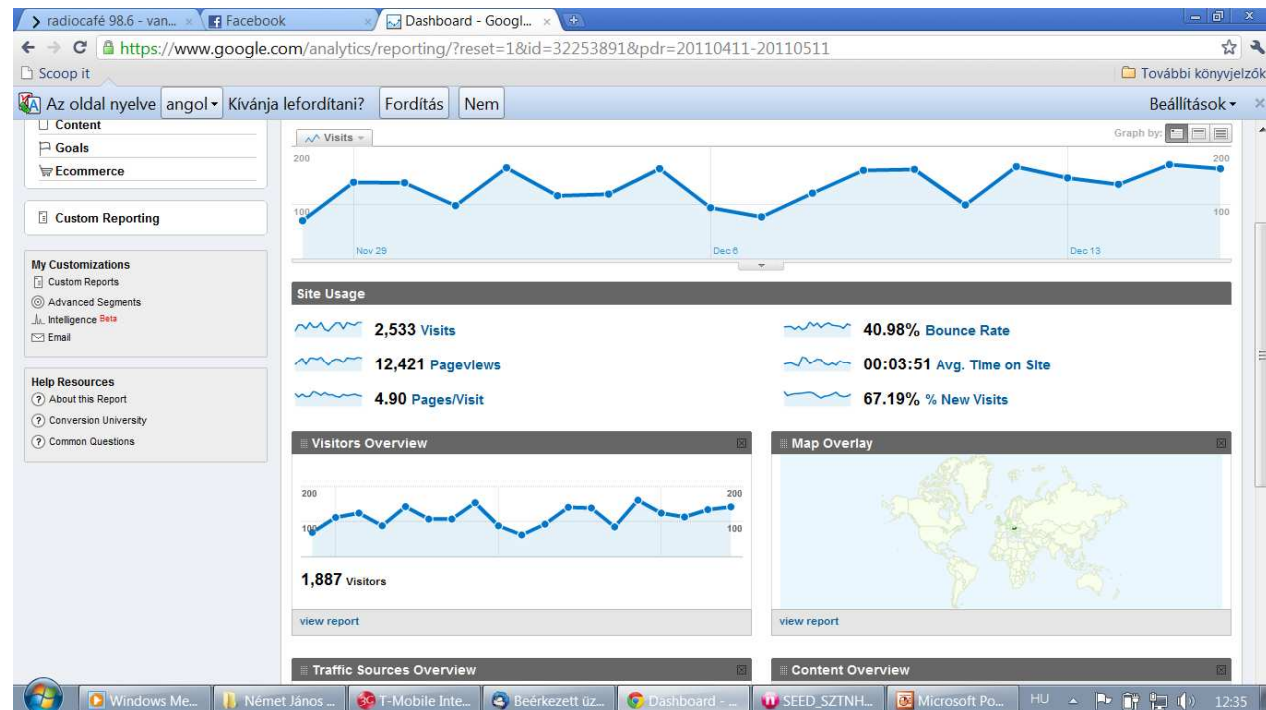 radiocafé 98.6 - van...
Facebook
Dashboard - Googl...
https://www.google.com/analytics/reporting/?reset=1&id=32253891&pdr=20110411-20110511
Scoop it
További könyvjelzők
Az oldal nyelve angol Kívánja lefordítani? Fordítás Nem Beállítások
Content
Goals
Ecommerce
Custom Reporting
My Customizations
Custom Reports
Advanced Segments
Intelligence Beta
Email
Help Resources
About this Report
Conversion University
Common Questions
Visits
Graph by:
200 200
100 100
Nov 29 Dec 6 Dec 13
Site Usage
2,533 Visits
12,421 Pageviews
4.90 Pages/Visit
40.98% Bounce Rate
00:03:51 Avg. Time on Site
67.19% % New Visits
Visitors Overview
200 200
100 100
1,887 Visitors
view report
Map Overlay
view report
Traffic Sources Overview
Content Overview
Windows Me...
Német János ...
T-Mobile Inte...
Beérkezett üz...
Dashboard - ...
SEED_SZTNH...
Microsoft Po...
HU
12:35